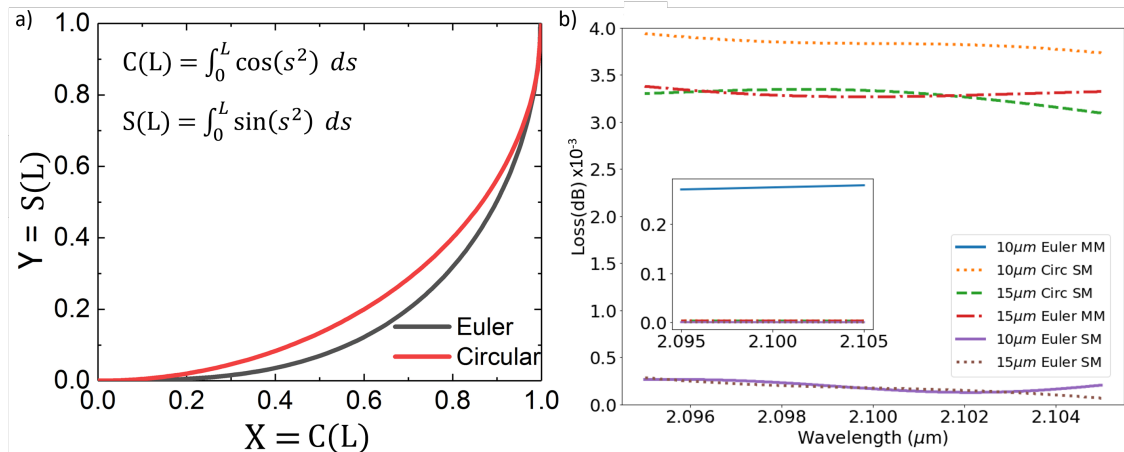 a)
1.0
0.8
0.6
0.4
0.2
0.0
Y = S(L)
C(L) = ∫₀ᴸ cos(s²) ds
S(L) = ∫₀ᴸ sin(s²) ds
Euler
Circular
0.0 0.2 0.4 0.6 0.8 1.0
X = C(L)
b)
4.0
3.5
3.0
2.5
2.0
1.5
1.0
0.5
0.0
Loss(dB) x10⁻³
0.2
0.1
0.0
2.095 2.100 2.105
10μm Euler MM
10μm Circ SM
15μm Circ SM
15μm Euler MM
10μm Euler SM
15μm Euler SM
2.096 2.098 2.100 2.102 2.104
Wavelength (μm)